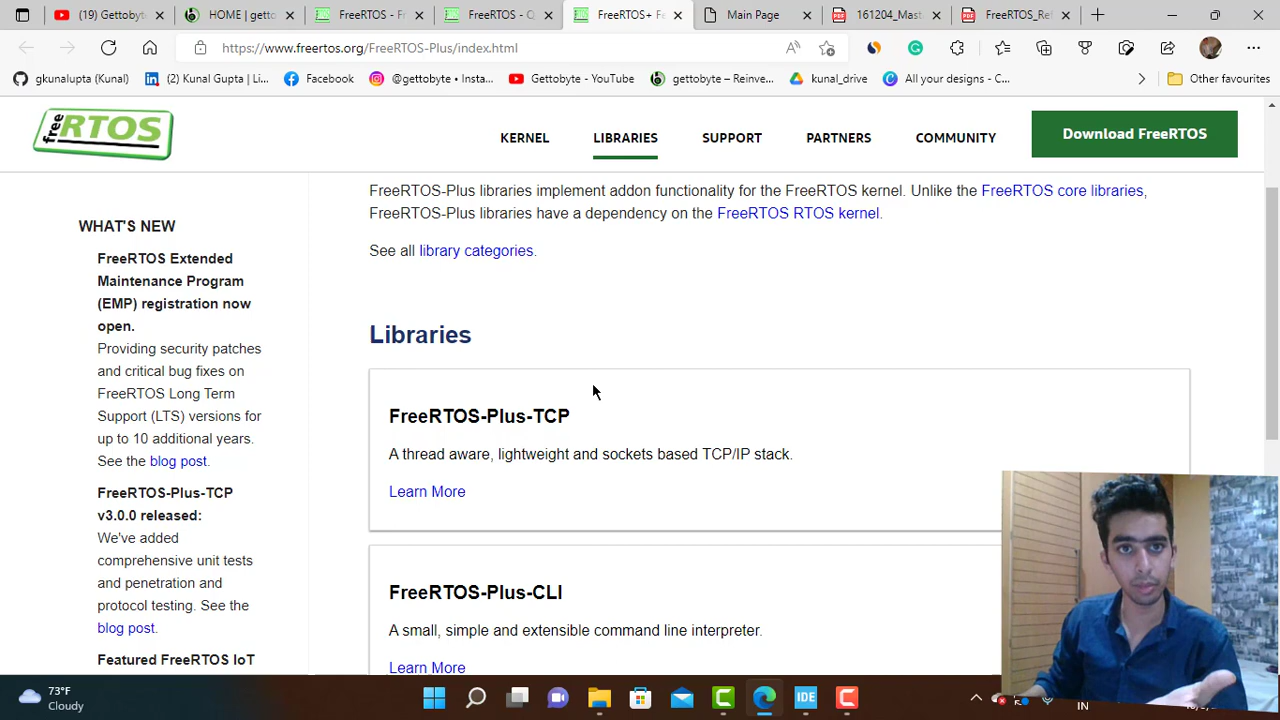 (19) Gettobyt
HOME | getto
FreeRTOS - F
FreeRTOS - Q
FreeRTOS+ F
Main Page
161204_Mast
FreeRTOS_Re
https://www.freertos.org/FreeRTOS-Plus/index.html
gkunalupta (Kunal)
(2) Kunal Gupta | Li...
Facebook
@gettobyte • Insta...
Gettobyte - YouTube
gettobyte – Reinve...
kunal_drive
All your designs - C...
Other favourites
freeRTOS
KERNEL
LIBRARIES
SUPPORT
PARTNERS
COMMUNITY
Download FreeRTOS
FreeRTOS-Plus libraries implement addon functionality for the FreeRTOS kernel. Unlike the FreeRTOS core libraries,
FreeRTOS-Plus libraries have a dependency on the FreeRTOS RTOS kernel.
See all library categories.
WHAT'S NEW
FreeRTOS Extended
Maintenance Program
(EMP) registration now
open.
Providing security patches
and critical bug fixes on
FreeRTOS Long Term
Support (LTS) versions for
up to 10 additional years.
See the blog post.
FreeRTOS-Plus-TCP
v3.0.0 released:
We've added
comprehensive unit tests
and penetration and
protocol testing. See the
blog post.
Featured FreeRTOS IoT
Libraries
FreeRTOS-Plus-TCP
A thread aware, lightweight and sockets based TCP/IP stack.
Learn More
FreeRTOS-Plus-CLI
A small, simple and extensible command line interpreter.
Learn More
73°F
Cloudy
IDE
IN